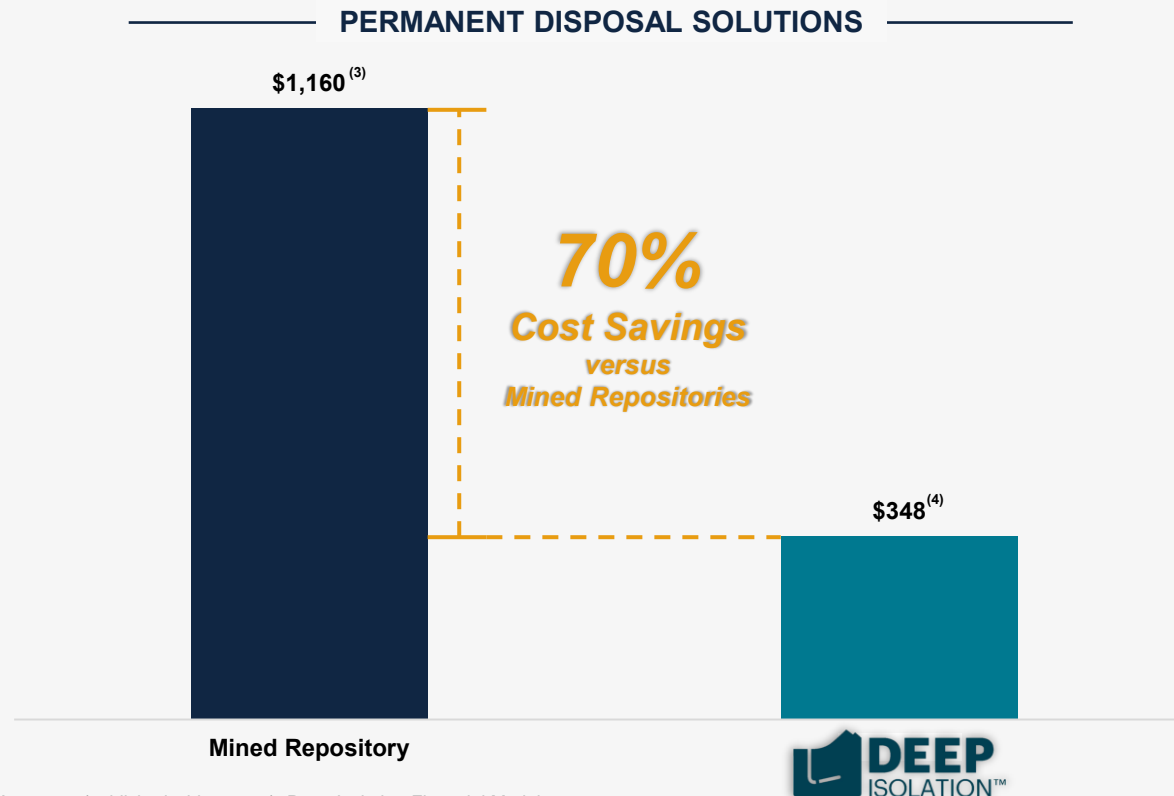 PERMANENT DISPOSAL SOLUTIONS
$1,160 (3)
70%
Cost Savings
versus
Mined Repositories
$348(4)
Mined Repository
DEEP
ISOLATION™